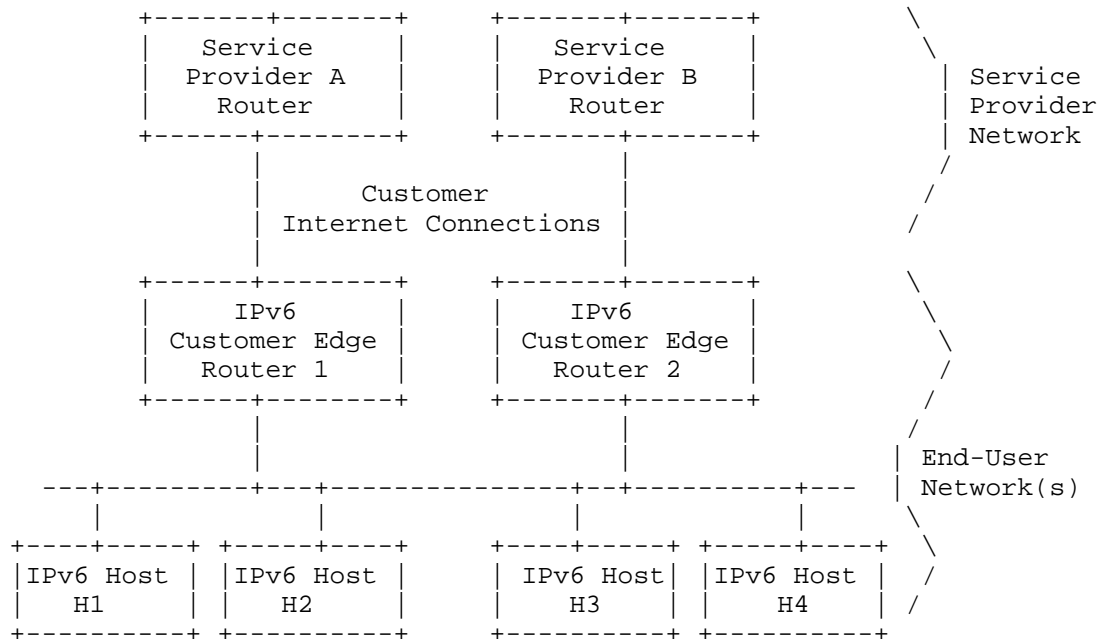 Service Service
Provider A Provider B Service
Router Router Provider
Network
Customer
Internet Connections
IPv6 IPv6
Customer Edge Customer Edge
Router 1 Router 2
End-User
Network(s)
IPv6 Host IPv6 Host IPv6 Host IPv6 Host
H1 H2 H3 H4